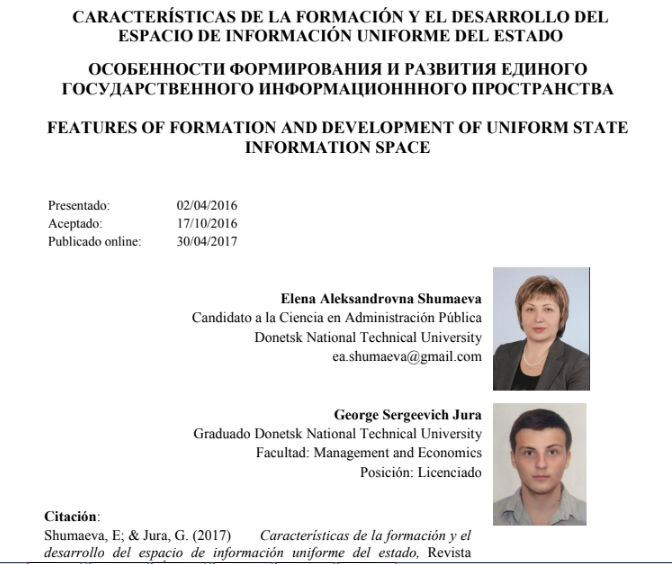 CARACTERÍSTICAS DE LA FORMACIÓN Y EL DESARROLLO DEL
ESPACIO DE INFORMACIÓN UNIFORME DEL ESTADO
ОСОБЕННОСТИ ФОРМИРОВАНИЯ И РАЗВИТИЯ ЕДИНОГО
ГОСУДАРСТВЕННОГО ИНФОРМАЦИОНННОГО ПРОСТРАНСТВА
FEATURES OF FORMATION AND DEVELOPMENT OF UNIFORM STATE
INFORMATION SPACE
Presentado: 02/04/2016
Aceptado: 17/10/2016
Publicado online: 30/04/2017
Elena Aleksandrovna Shumaeva
Candidato a la Ciencia en Administración Pública
Donetsk National Technical University
ea.shumaeva@gmail.com
George Sergeevich Jura
Graduado Donetsk National Technical University
Facultad: Management and Economics
Posición: Licenciado
Citación:
Shumaeva, E; & Jura, G. (2017) Características de la formación y el
desarrollo del espacio de información uniforme del estado, Revista